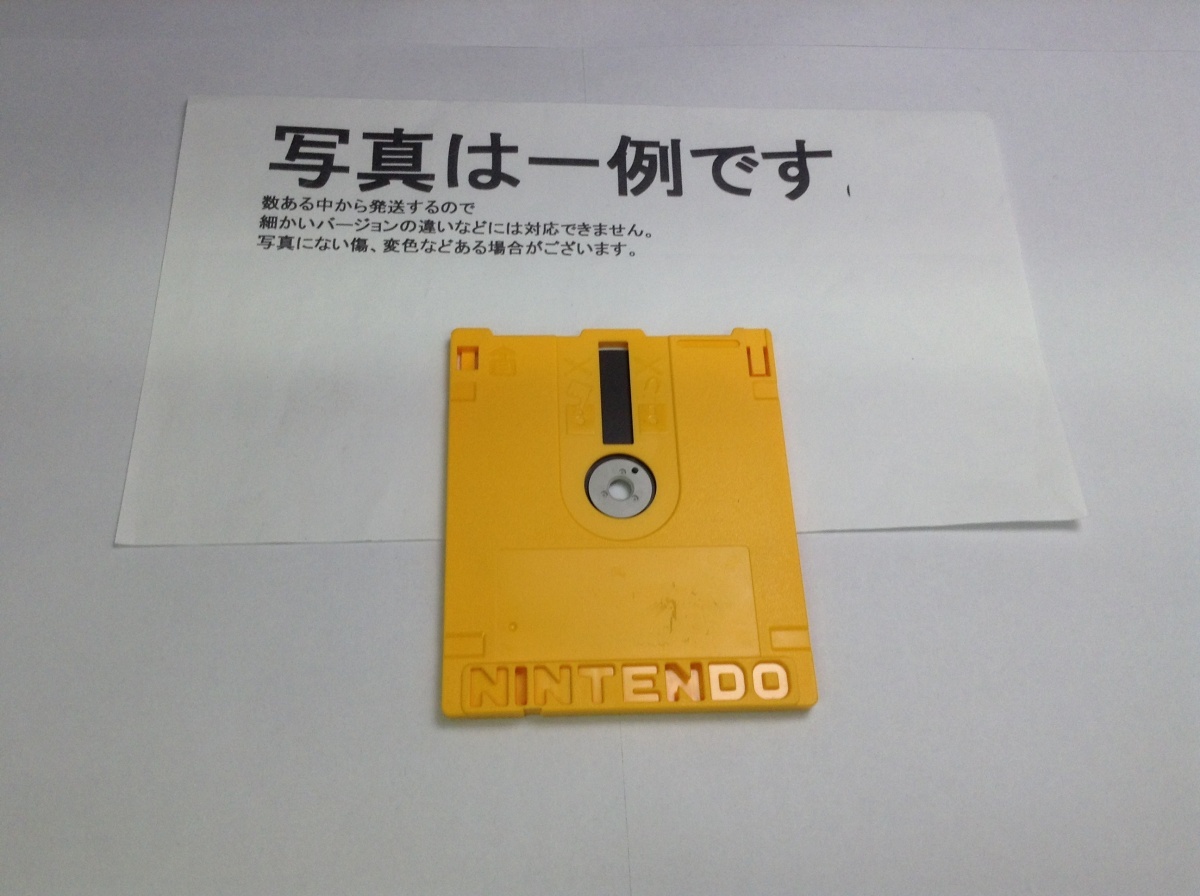 写真は一例です。
数ある中から発送するので
細かいバージョンの違いなどには対応できません。
写真にない傷、変色などある場合がございます。
NINTENDO